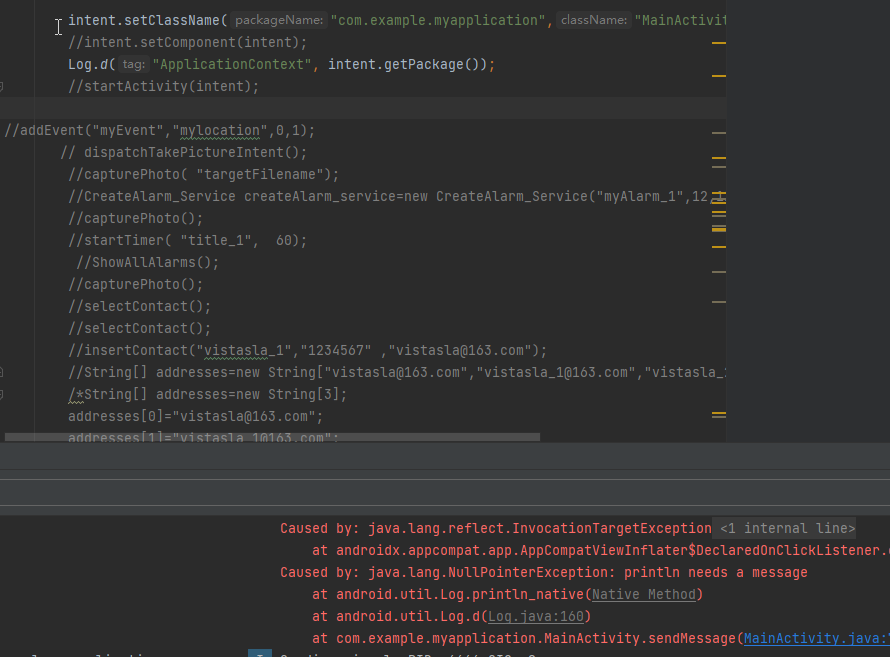 intent.setClassName( packageName: "com.example.myapplication", className: "MainActivit
//intent.setComponent(intent);
Log.d( tag: "ApplicationContext", intent.getPackage());
//startActivity(intent);
//addEvent("myEvent","mylocation",0,1);
// dispatchTakePictureIntent();
//capturePhoto( "targetFilename");
//CreateAlarm_Service createAlarm_service=new CreateAlarm_Service("myAlarm_1",12,1
//capturePhoto();
//startTimer( "title_1",  60);
//ShowAllAlarms();
//capturePhoto();
//selectContact();
//selectContact();
//insertContact("vistasla_1","1234567" ,"vistasla@163.com");
//String[] addresses=new String["vistasla@163.com","vistasla_1@163.com","vistasla_
/*String[] addresses=new String[3];
addresses[0]="vistasla@163.com";
addresses[1]="vistasla_1@163.com";
Caused by: java.lang.reflect.InvocationTargetException <1 internal line>
at androidx.appcompat.app.AppCompatViewInflater$DeclaredOnClickListener.
Caused by: java.lang.NullPointerException: println needs a message
at android.util.Log.println_native(Native Method)
at android.util.Log.d(Log.java:160)
at com.example.myapplication.MainActivity.sendMessage(MainActivity.java: